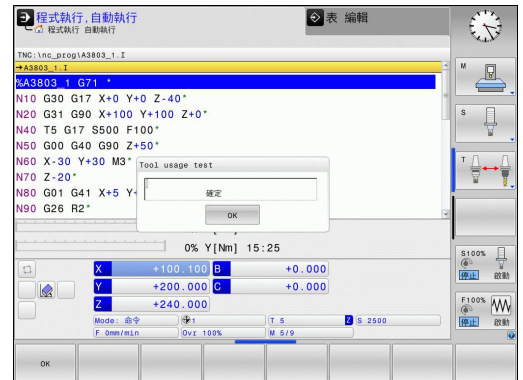 程式執行,自動執行
程式執行 自動執行
表 編輯
TNC:\nc_prog\A3803_1.I
→A3803_1.I
%A3803_1 G71 *
N10 G30 G17 X+0 Y+0 Z-40*
N20 G31 G90 X+100 Y+100 Z+0*
N40 T5 G17 S500 F100*
N50 G00 G40 G90 Z+50*
N60 X-30 Y+30 M3*
N70 Z-20*
N80 G01 G41 X+5 Y+
N90 G26 R2*
Tool usage test
確定
OK
0% Y[Nm] 15:25
X +100.100 B +0.000
Y +200.000 C +0.000
Z +240.000
Mode: 命令 1 T 5 Z S 2500
F 0mm/min Ovr 100% M 5/9
M
S
T
S100%
停止 啟動
F100%
停止 啟動
OK